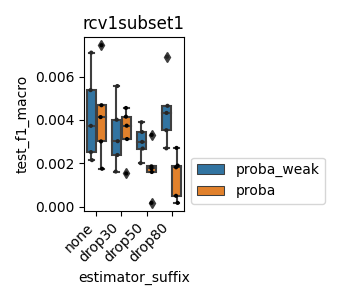 rcv1subset1
test_f1_macro
0.006
0.004
0.002
0.000
none
drop30
drop50
drop80
estimator_suffix
proba_weak
proba